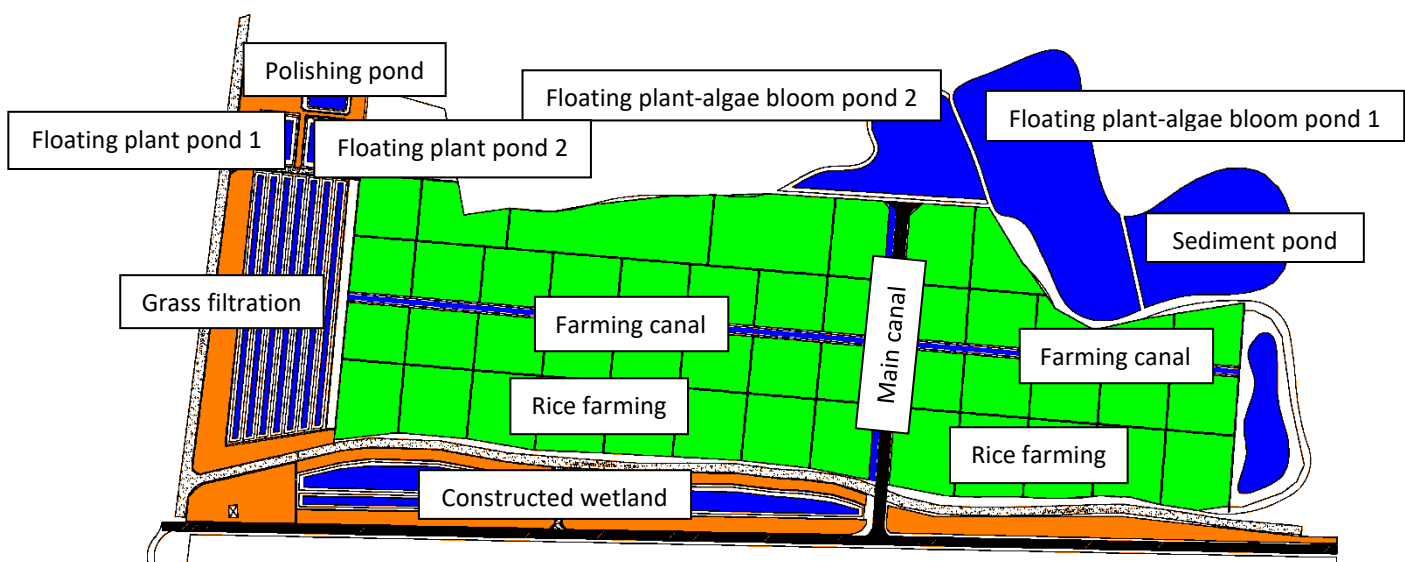 Polishing pond
Floating plant-algae bloom pond 2
Floating plant-algae bloom pond 1
Floating plant pond 1
Floating plant pond 2
Sediment pond
Grass filtration
Farming canal
Main canal
Farming canal
Rice farming
Rice farming
Constructed wetland